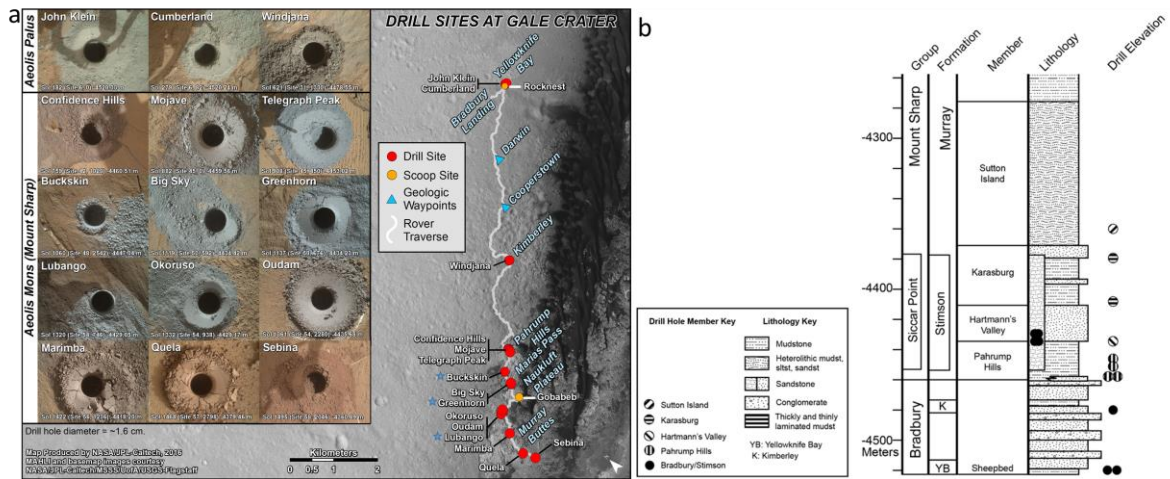 a
Aeolis Palus
Aeolis Mons (Mount Sharp)
John Klein
Cumberland
Windjana
Confidence Hills
Mojave
Telegraph Peak
Buckskin
Big Sky
Greenhorn
Lubango
Okoruso
Oudam
Marimba
Quela
Sebina
Drill hole diameter = ~1.6 cm.
Map Produced by NASA/JPL-Caltech, 2016
MAHLI and basemap images courtesy
DRILL SITES AT GALE CRATER
Yellowknife
Bay
John Klein
Cumberland
Rocknest
Bradbury
Landing
Darwin
Cooperstown
Kimberley
Windjana
Drill Site
Scoop Site
Geologic
Waypoints
Rover
Traverse
Pahrump
Hills
Marias Pass
Naukluft
Plateau
Murray
Buttes
Confidence Hills
Mojave
Telegraph Peak
Buckskin
Big Sky
Greenhorn
Gobabeb
Okoruso
Oudam
Lubango
Marimba
Sebina
Quela
Kilometers
0 0.5 1 2
b
Group
Formation
Member
Lithology
Drill Elevation
Mount Sharp
Murray
Siccar Point
Stimson
Bradbury
Sutton
Island
Karasburg
Hartmann's
Valley
Pahrump
Hills
K
YB
Sheepbed
-4300
-4400
-4500
Meters
Drill Hole Member Key
Sutton Island
Karasburg
Hartmann's Valley
Pahrump Hills
Bradbury/Stimson
Lithology Key
Mudstone
Heterolithic mudst,
sltst, sandst
Sandstone
Conglomerate
Thickly and thinly
laminated mudst
YB: Yellowknife Bay
K: Kimberley